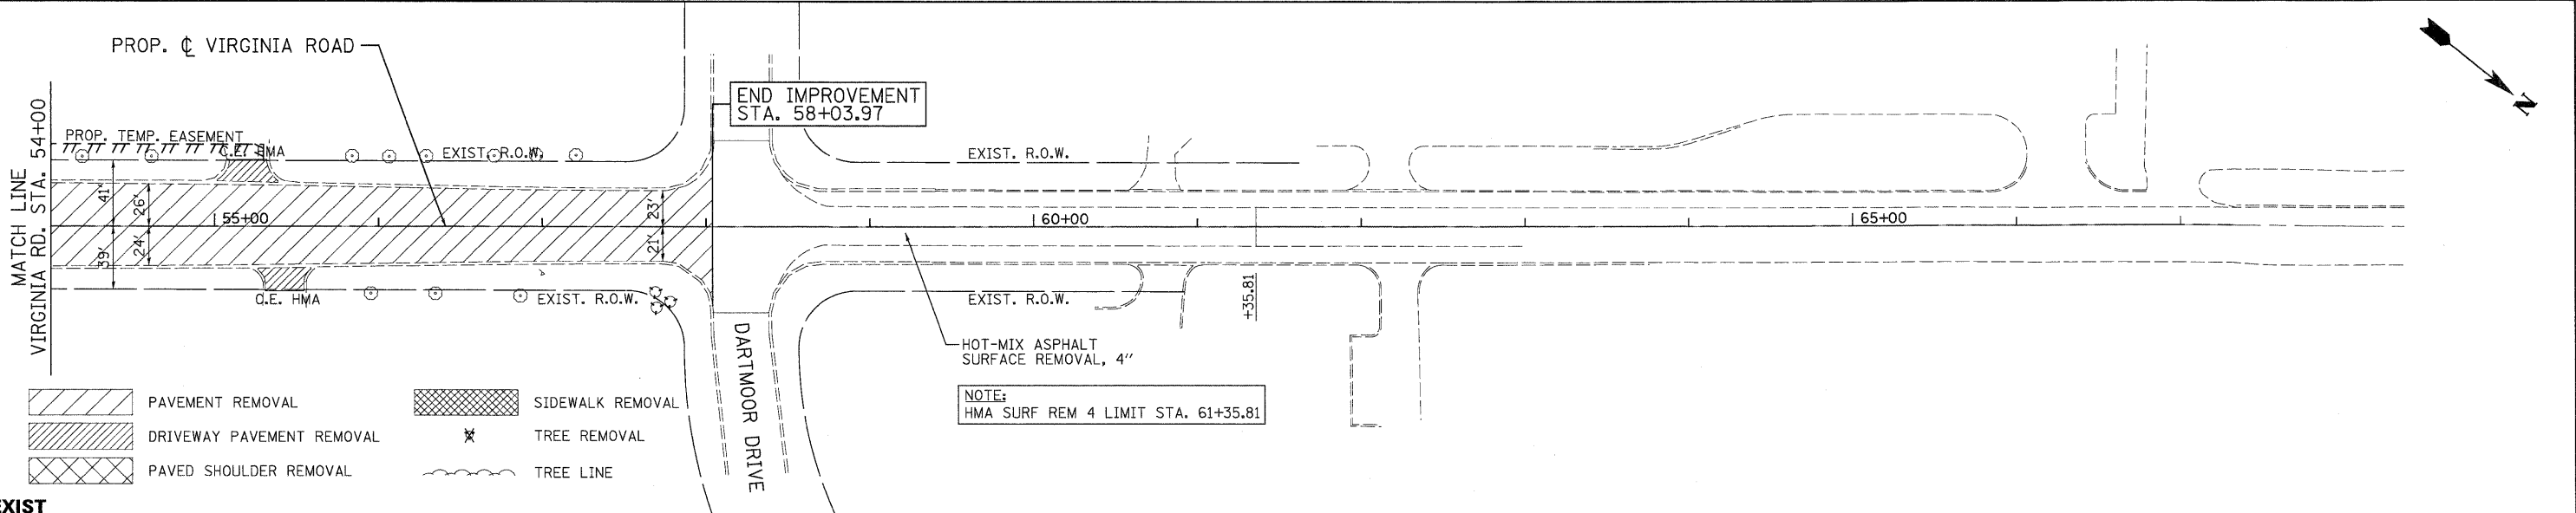 PROP. ℄ VIRGINIA ROAD
END IMPROVEMENT
STA. 58+03.97
N
MATCH LINE
VIRGINIA RD. STA. 54+00
PROP. TEMP. EASEMENT
C.E. HMA
EXIST. R.O.W.
EXIST. R.O.W.
41'
26'
23'
55+00
60+00
65+00
39'
24'
21'
C.E. HMA
EXIST. R.O.W.
EXIST. R.O.W.
+35.81
DARTMOOR DRIVE
HOT-MIX ASPHALT
SURFACE REMOVAL, 4"
NOTE:
HMA SURF REM 4 LIMIT STA. 61+35.81
PAVEMENT REMOVAL
SIDEWALK REMOVAL
DRIVEWAY PAVEMENT REMOVAL
TREE REMOVAL
PAVED SHOULDER REMOVAL
TREE LINE
EXIST